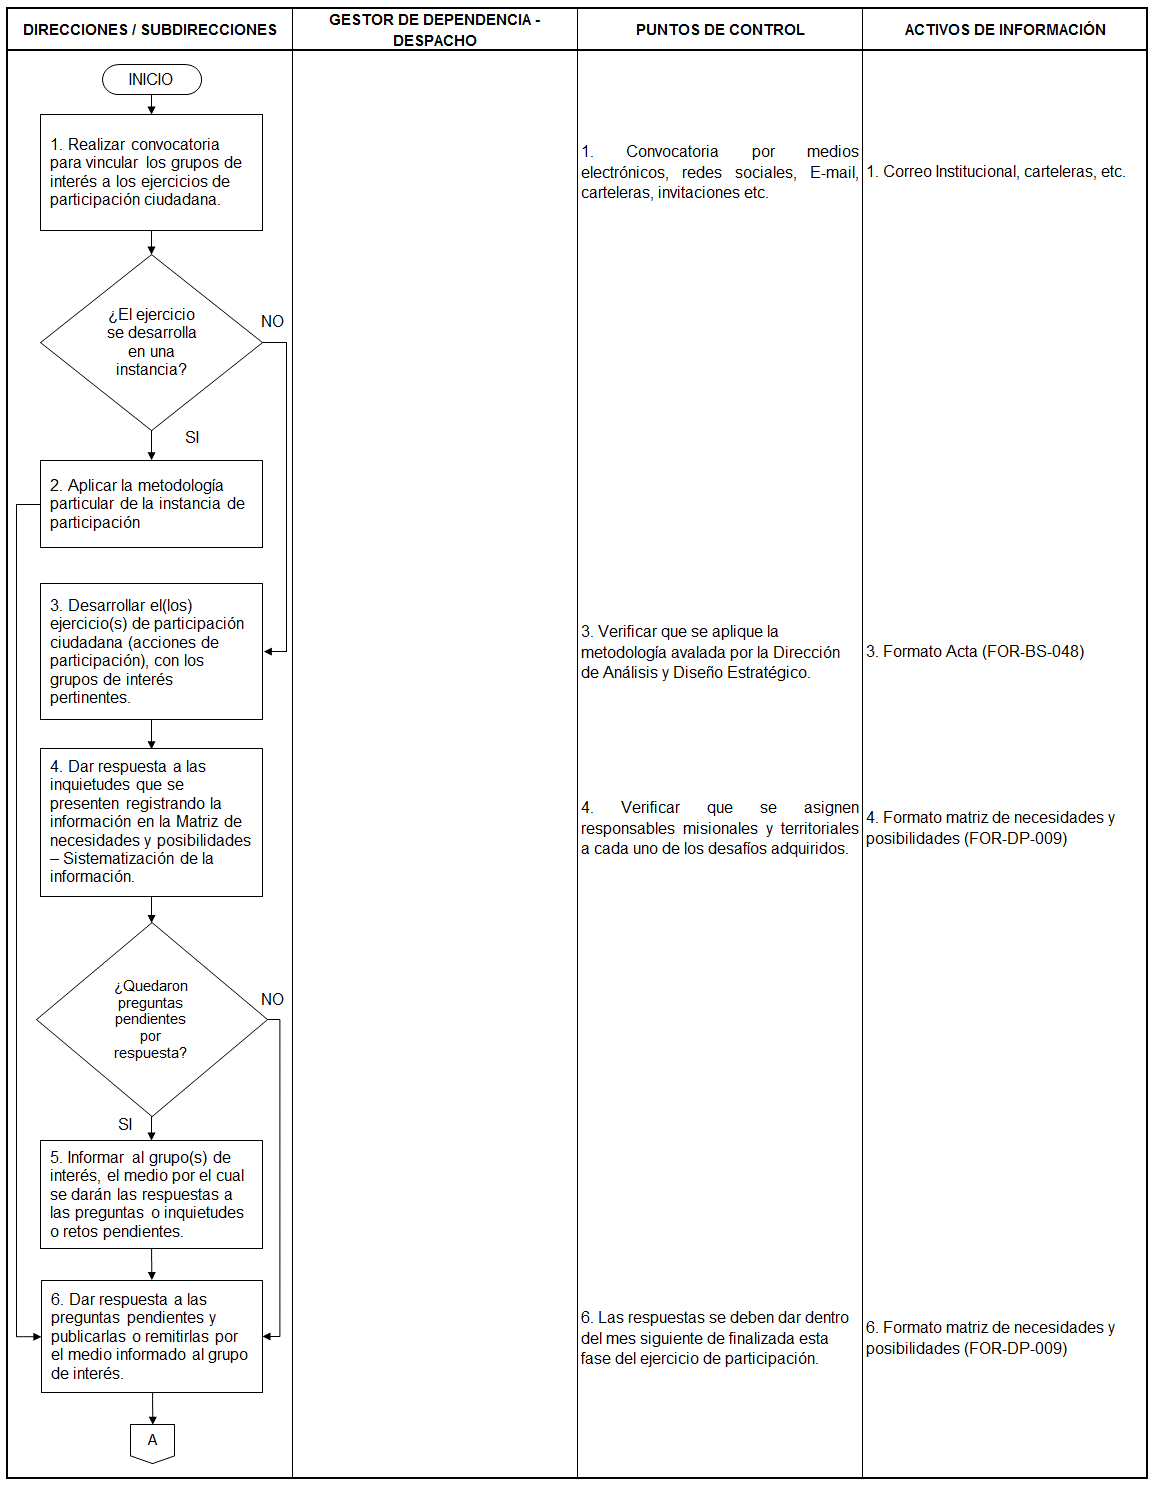 DIRECCIONES / SUBDIRECCIONES
GESTOR DE DEPENDENCIA -
DESPACHO
PUNTOS DE CONTROL
ACTIVOS DE INFORMACIÓN
INICIO
1. Realizar convocatoria
para vincular los grupos de
interés a los ejercicios de
participación ciudadana.
1. Convocatoria por medios
electrónicos, redes sociales, E-mail,
carteleras, invitaciones etc.
1. Correo Institucional, carteleras, etc.
¿El ejercicio
se desarrolla
en una
instancia?
NO
SI
2. Aplicar la metodología
particular de la instancia de
participación
3. Desarrollar el(los)
ejercicio(s) de participación
ciudadana (acciones de
participación), con los
grupos de interés
pertinentes.
3. Verificar que se aplique la
metodología avalada por la Dirección
de Análisis y Diseño Estratégico.
3. Formato Acta (FOR-BS-048)
4. Dar respuesta a las
inquietudes que se
presenten registrando la
información en la Matriz de
necesidades y posibilidades
– Sistematización de la
información.
4. Verificar que se asignen
responsables misionales y territoriales
a cada uno de los desafíos adquiridos.
4. Formato matriz de necesidades y
posibilidades (FOR-DP-009)
¿Quedaron
preguntas
pendientes
por
respuesta?
NO
SI
5. Informar al grupo(s) de
interés, el medio por el cual
se darán las respuestas a
las preguntas o inquietudes
o retos pendientes.
6. Dar respuesta a las
preguntas pendientes y
publicarlas o remitirlas por
el medio informado al grupo
de interés.
6. Las respuestas se deben dar dentro
del mes siguiente de finalizada esta
fase del ejercicio de participación.
6. Formato matriz de necesidades y
posibilidades (FOR-DP-009)
A